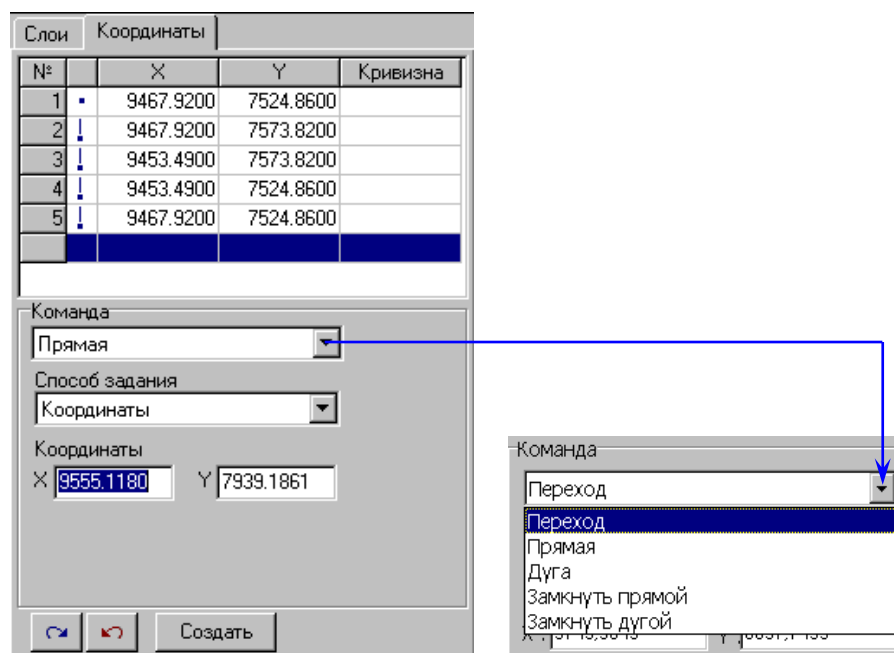 Слои Координаты
№ X Y Кривизна
1 9467.9200 7524.8600
2 9467.9200 7573.8200
3 9453.4900 7573.8200
4 9453.4900 7524.8600
5 9467.9200 7524.8600
Команда
Прямая
Способ задания
Координаты
Координаты
X 9555.1180 Y 7939.1861
Создать
Команда
Переход
Переход
Прямая
Дуга
Замкнуть прямой
Замкнуть дугой